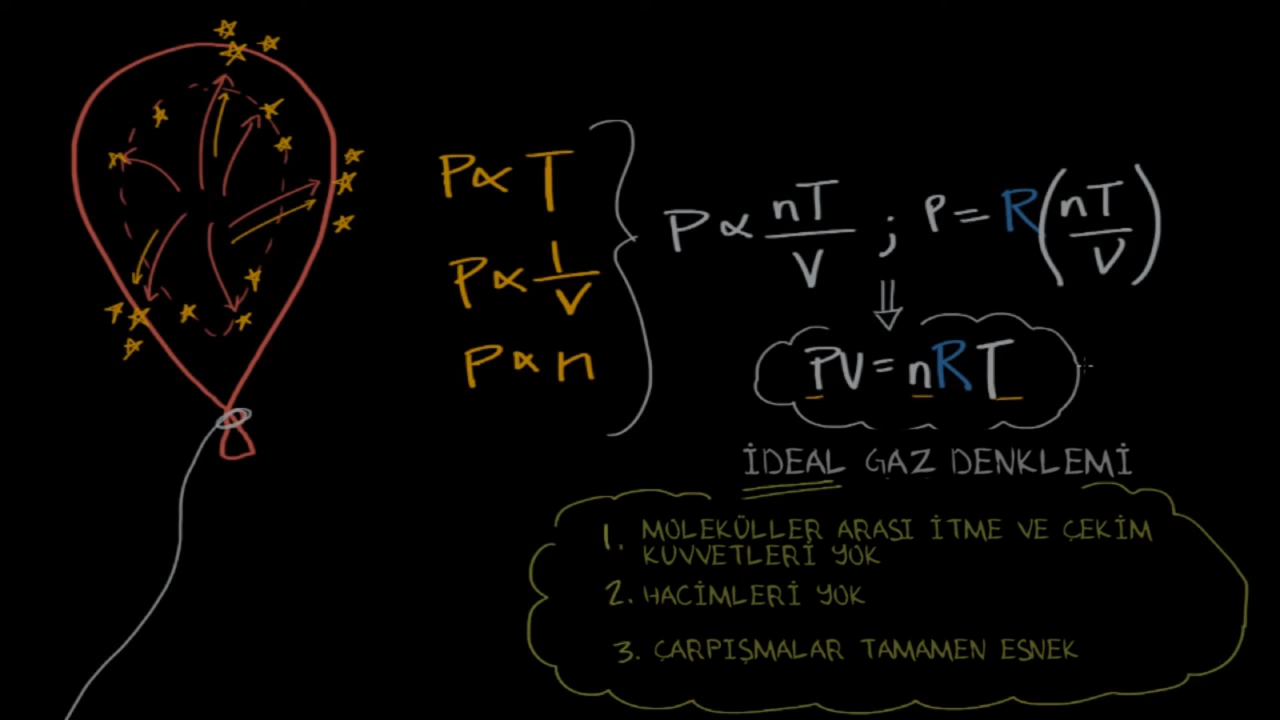 P ∝ T
P ∝ 1/V
P ∝ n
P ∝ nT/V ; P = R(nT/V)
⇓
PV = nRT
İDEAL GAZ DENKLEMİ
1. MOLEKÜLLER ARASI İTME VE ÇEKİM
KUVVETLERİ YOK
2. HACİMLERİ YOK
3. ÇARPIŞMALAR TAMAMEN ESNEK